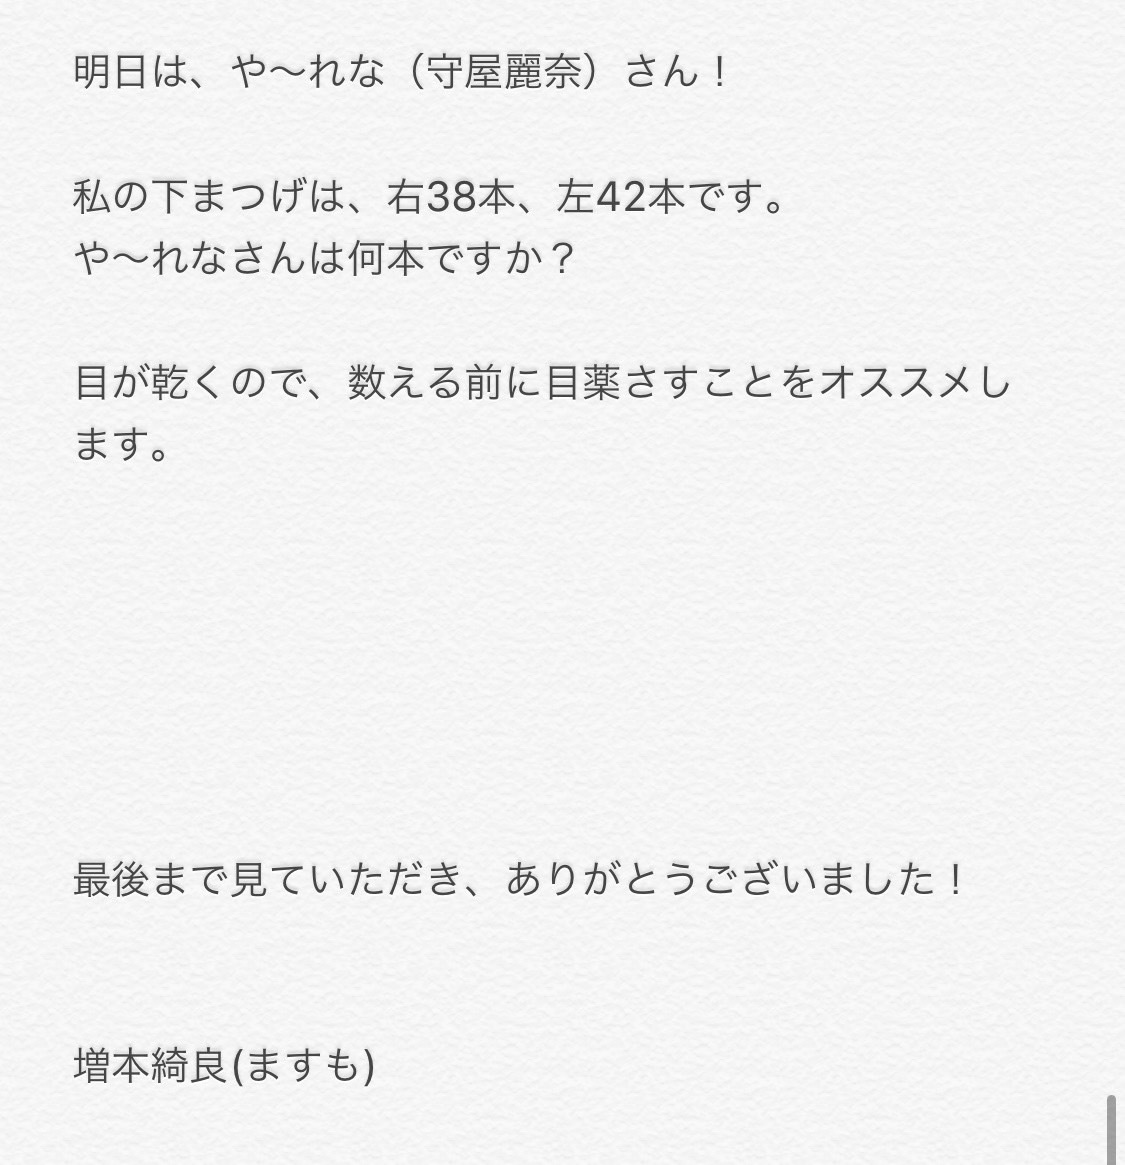 明日は、や〜れな（守屋麗奈）さん！
私の下まつげは、右38本、左42本です。
や〜れなさんは何本ですか？
目が乾くので、数える前に目薬さすことをオススメし
ます。
最後まで見ていただき、ありがとうございました！
増本綺良(ますも)